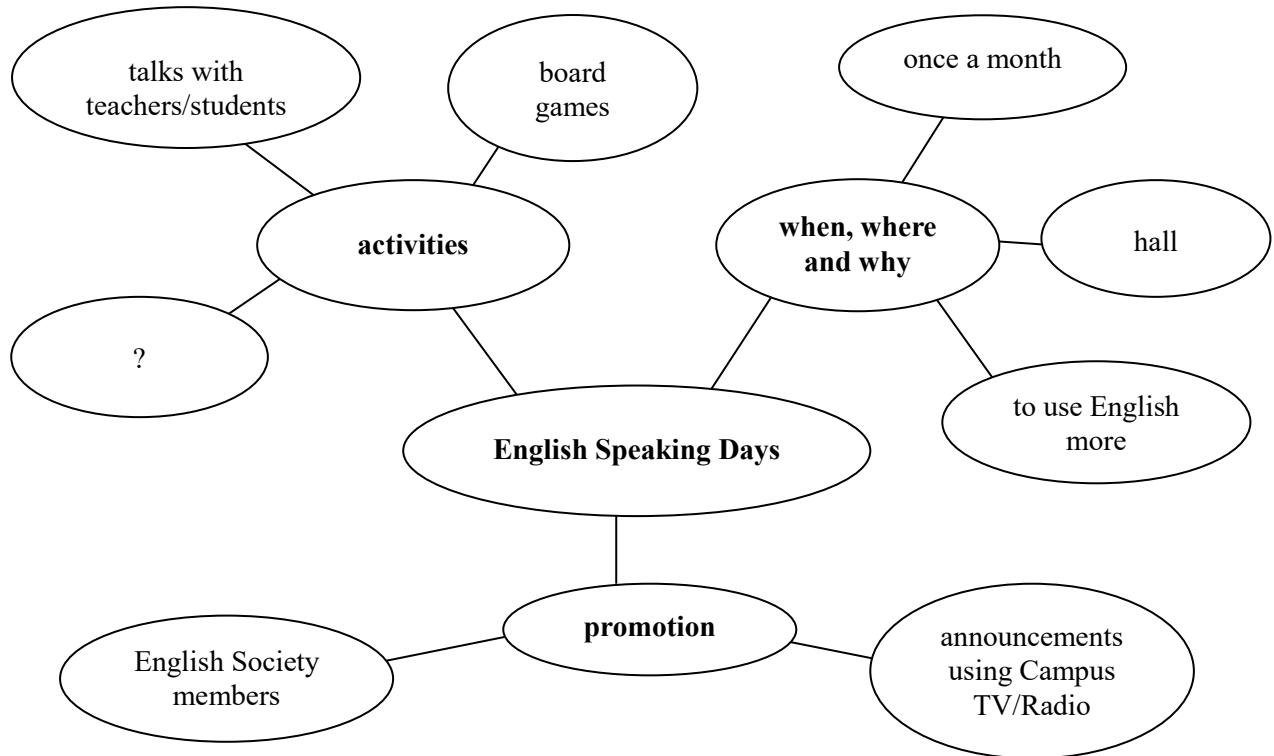 talks with
teachers/students
board
games
once a month
activities
when, where
and why
hall
?
to use English
more
English Speaking Days
promotion
English Society
members
announcements
using Campus
TV/Radio